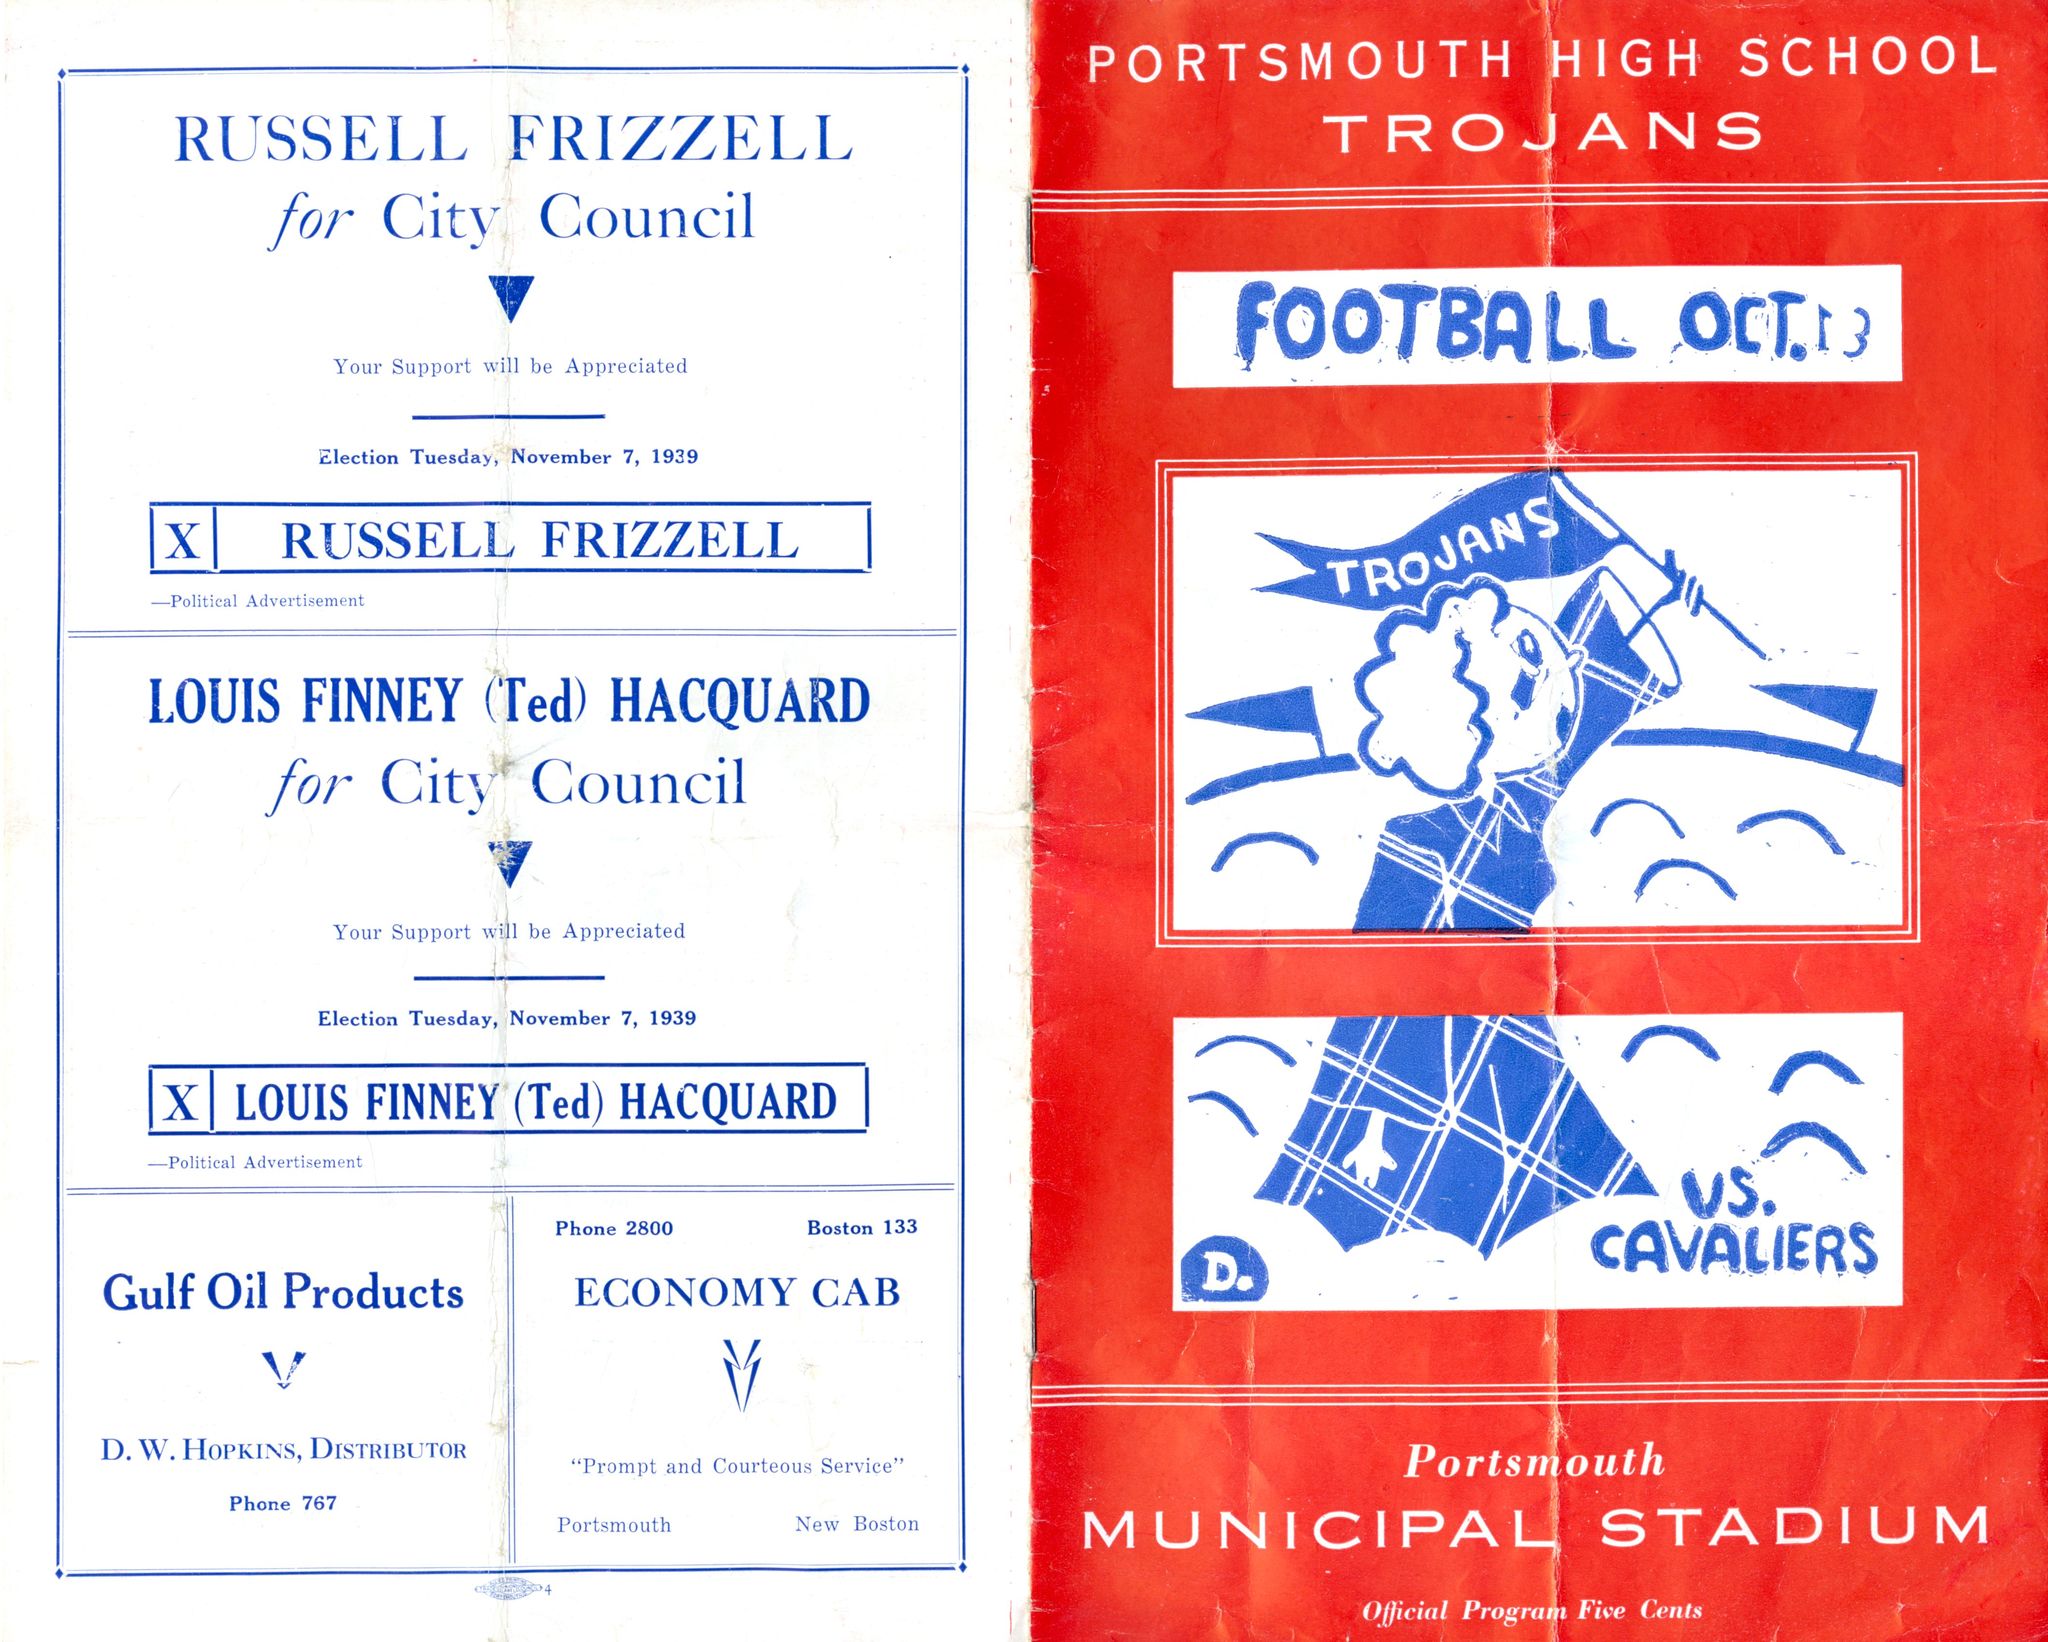 RUSSELL FRIZZELL
for City Council
Your Support will be Appreciated
Election Tuesday, November 7, 1939
X RUSSELL FRIZZELL
—Political Advertisement
LOUIS FINNEY (Ted) HACQUARD
for City Council
Your Support will be Appreciated
Election Tuesday, November 7, 1939
X LOUIS FINNEY (Ted) HACQUARD
—Political Advertisement
Gulf Oil Products
D. W. HOPKINS, DISTRIBUTOR
Phone 767
Phone 2800 Boston 133
ECONOMY CAB
"Prompt and Courteous Service"
Portsmouth New Boston
4
PORTSMOUTH HIGH SCHOOL
TROJANS
FOOTBALL OCT. 13
TROJANS
VS.
CAVALIERS
D.
Portsmouth
MUNICIPAL STADIUM
Official Program Five Cents